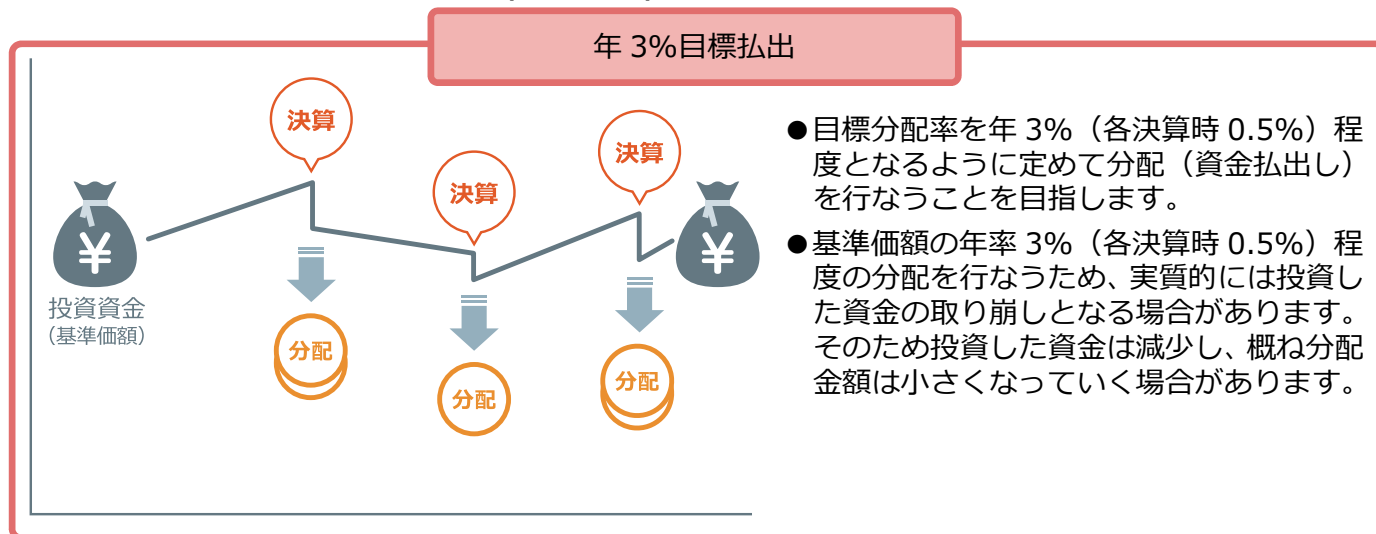 年 3%目標払出
決算
決算
決算
¥
¥
投資資金
（基準価額）
分配
分配
分配
●目標分配率を年 3%（各決算時 0.5%）程
度となるように定めて分配（資金払出し）
を行なうことを目指します。
●基準価額の年率 3%（各決算時 0.5%）程
度の分配を行なうため、実質的には投資し
た資金の取り崩しとなる場合があります。
そのため投資した資金は減少し、概ね分配
金額は小さくなっていく場合があります。